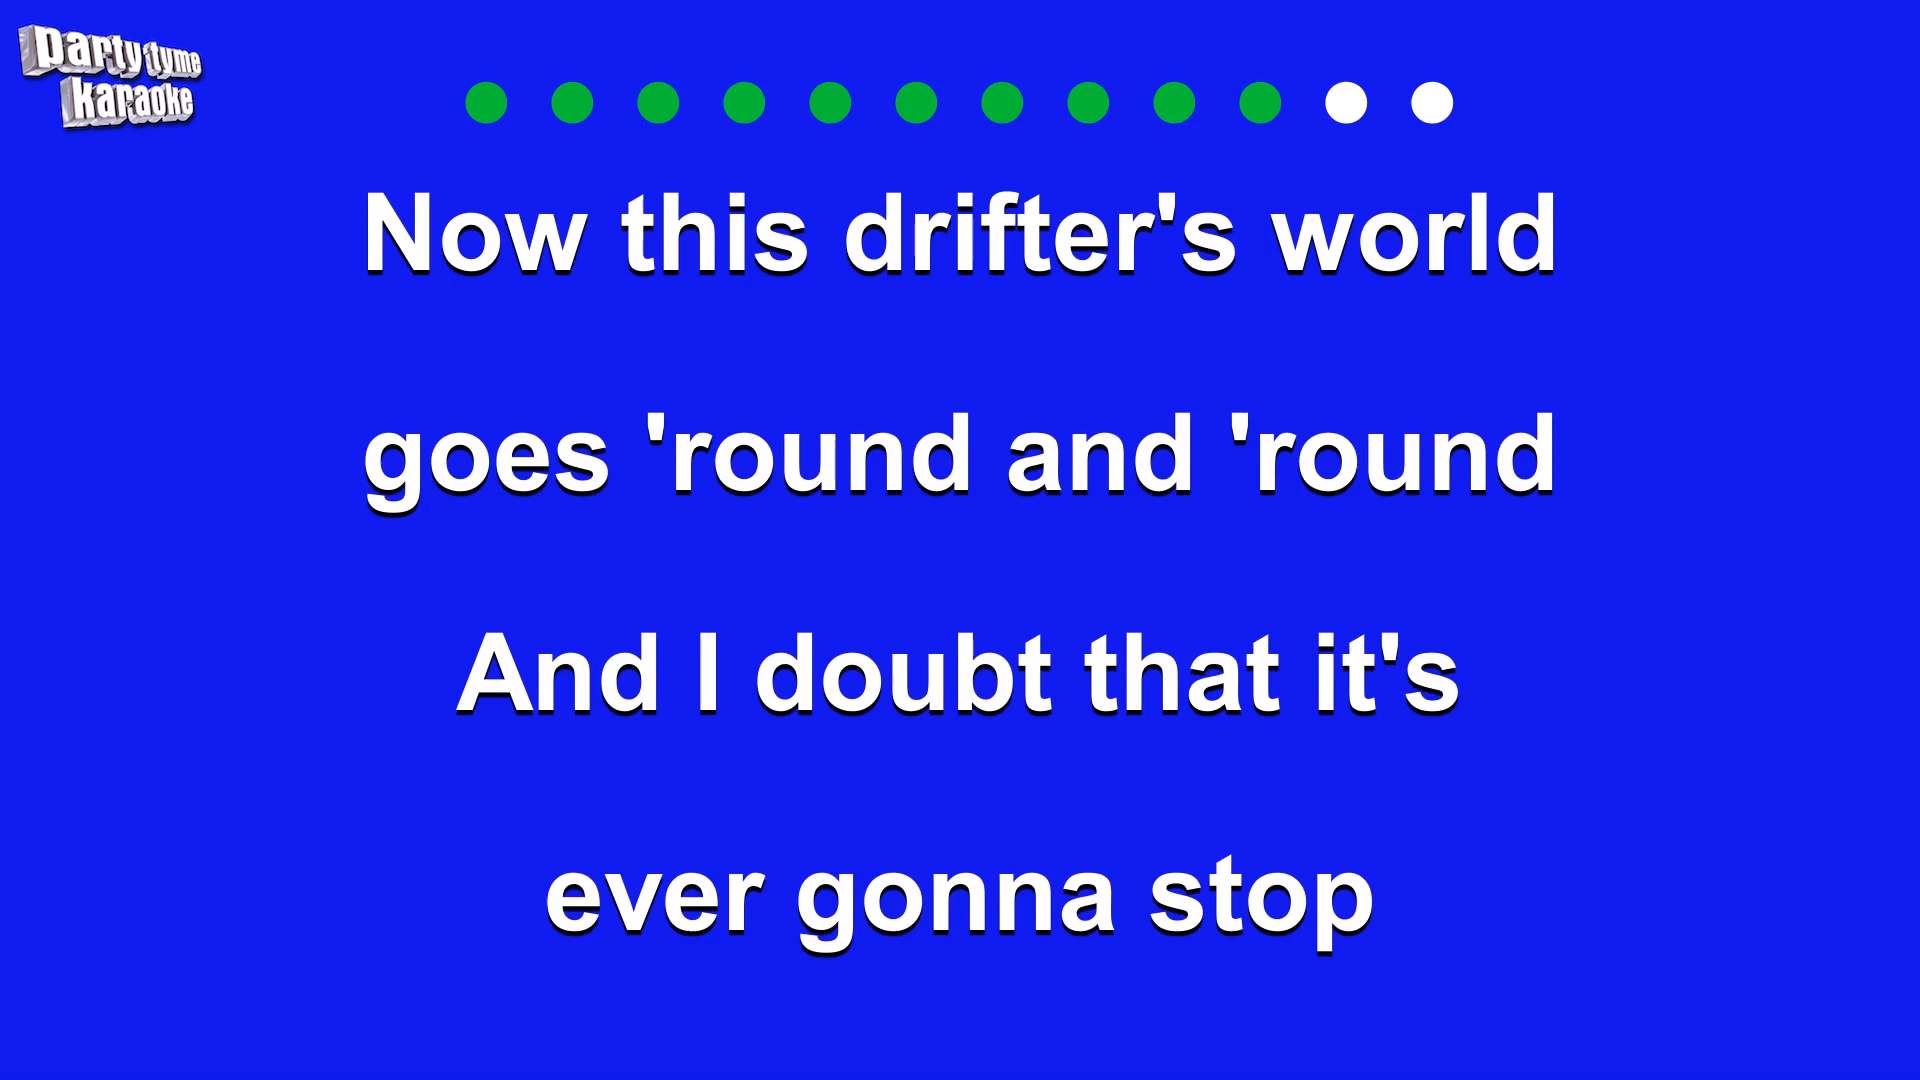 party tyme
karaoke
Now this drifter's world
goes 'round and 'round
And I doubt that it's
ever gonna stop